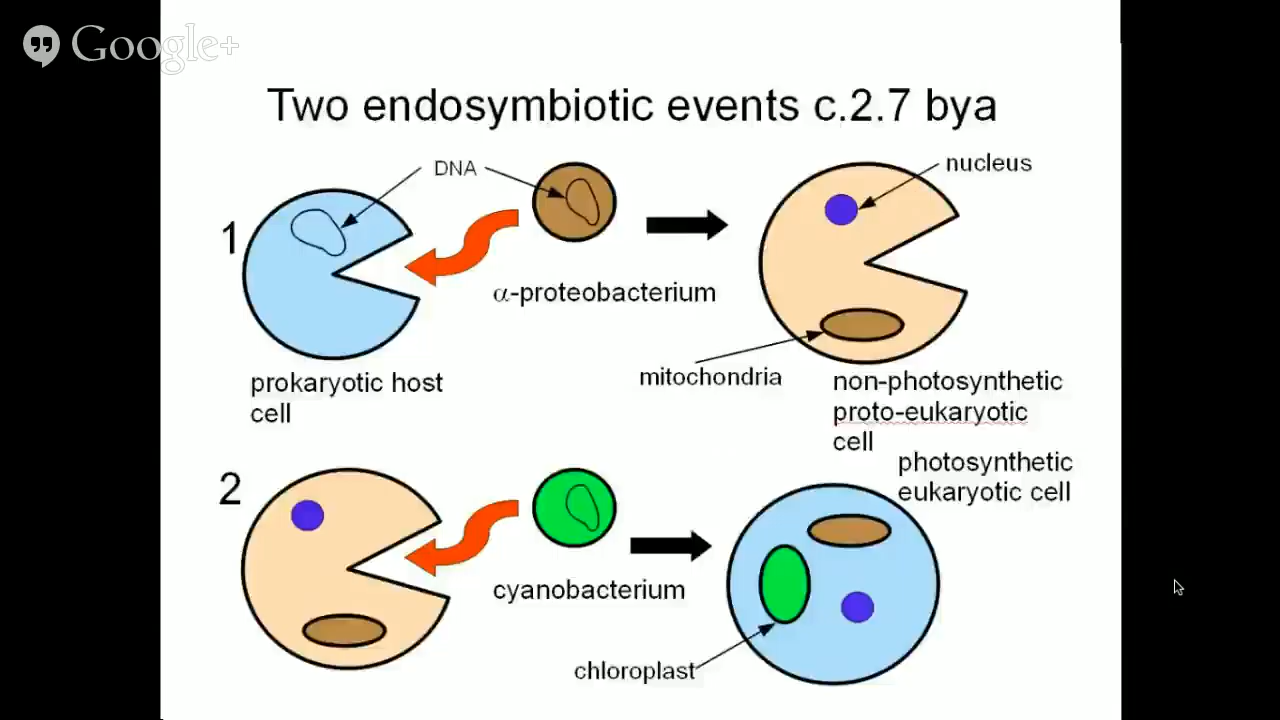 Google+
Two endosymbiotic events c.2.7 bya
DNA
nucleus
1
α-proteobacterium
mitochondria
prokaryotic host
cell
non-photosynthetic
proto-eukaryotic
cell
2
photosynthetic
eukaryotic cell
cyanobacterium
chloroplast